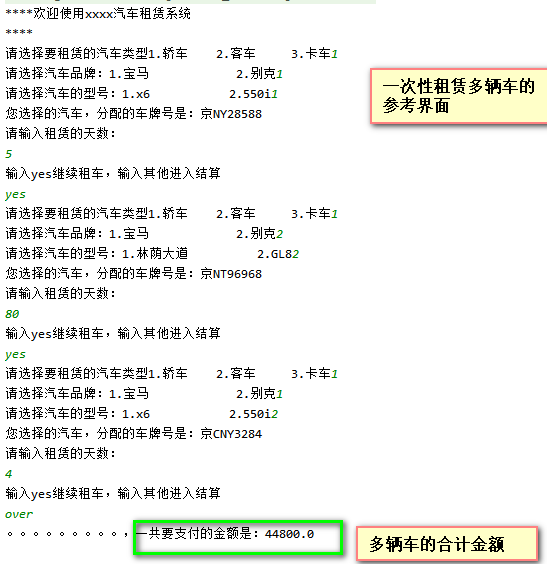 ****欢迎使用xxxx汽车租赁系统
****
请选择要租赁的汽车类型1.轿车    2.客车    3.卡车1
请选择汽车品牌：1.宝马            2.别克1
请选择汽车的型号：1.x6           2.550i1
您选择的汽车，分配的车牌号是：京NY28588
请输入租赁的天数：
5
输入yes继续租车，输入其他进入结算
yes
请选择要租赁的汽车类型1.轿车    2.客车    3.卡车1
请选择汽车品牌：1.宝马            2.别克2
请选择汽车的型号：1.林荫大道          2.GL82
您选择的汽车，分配的车牌号是：京NT96968
请输入租赁的天数：
80
输入yes继续租车，输入其他进入结算
yes
请选择要租赁的汽车类型1.轿车    2.客车    3.卡车1
请选择汽车品牌：1.宝马            2.别克1
请选择汽车的型号：1.x6           2.550i2
您选择的汽车，分配的车牌号是：京CNY3284
请输入租赁的天数：
4
输入yes继续租车，输入其他进入结算
over
。。。。。。。。。，一共要支付的金额是：44800.0
一次性租赁多辆车的
参考界面
多辆车的合计金额